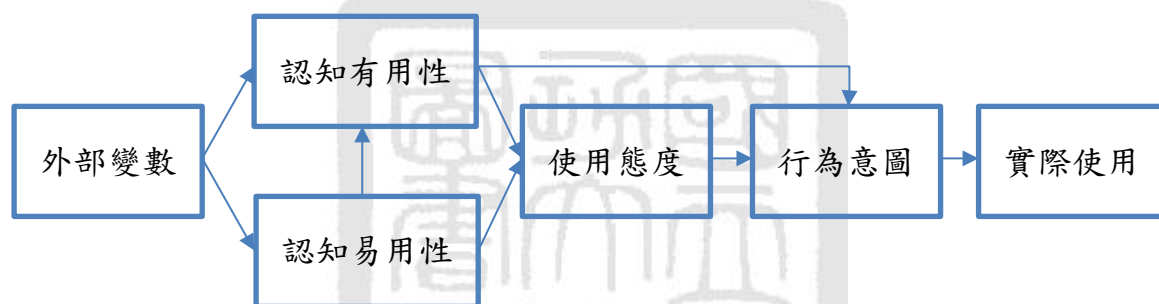 認知有用性
外部變數
使用態度
行為意圖
實際使用
認知易用性